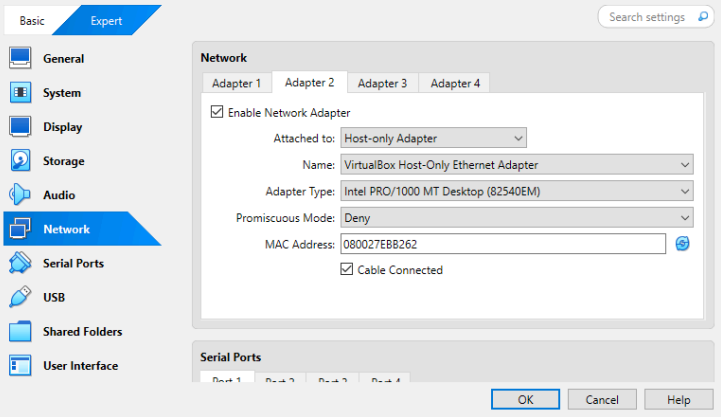 Basic Expert Search settings
General
System
Display
Storage
Audio
Network
Serial Ports
USB
Shared Folders
User Interface
Network
Adapter 1 Adapter 2 Adapter 3 Adapter 4
Enable Network Adapter
Attached to: Host-only Adapter
Name: VirtualBox Host-Only Ethernet Adapter
Adapter Type: Intel PRO/1000 MT Desktop (82540EM)
Promiscuous Mode: Deny
MAC Address: 080027EBB262
Cable Connected
Serial Ports
Port 1 Port 2 Port 3 Port 4
OK Cancel Help